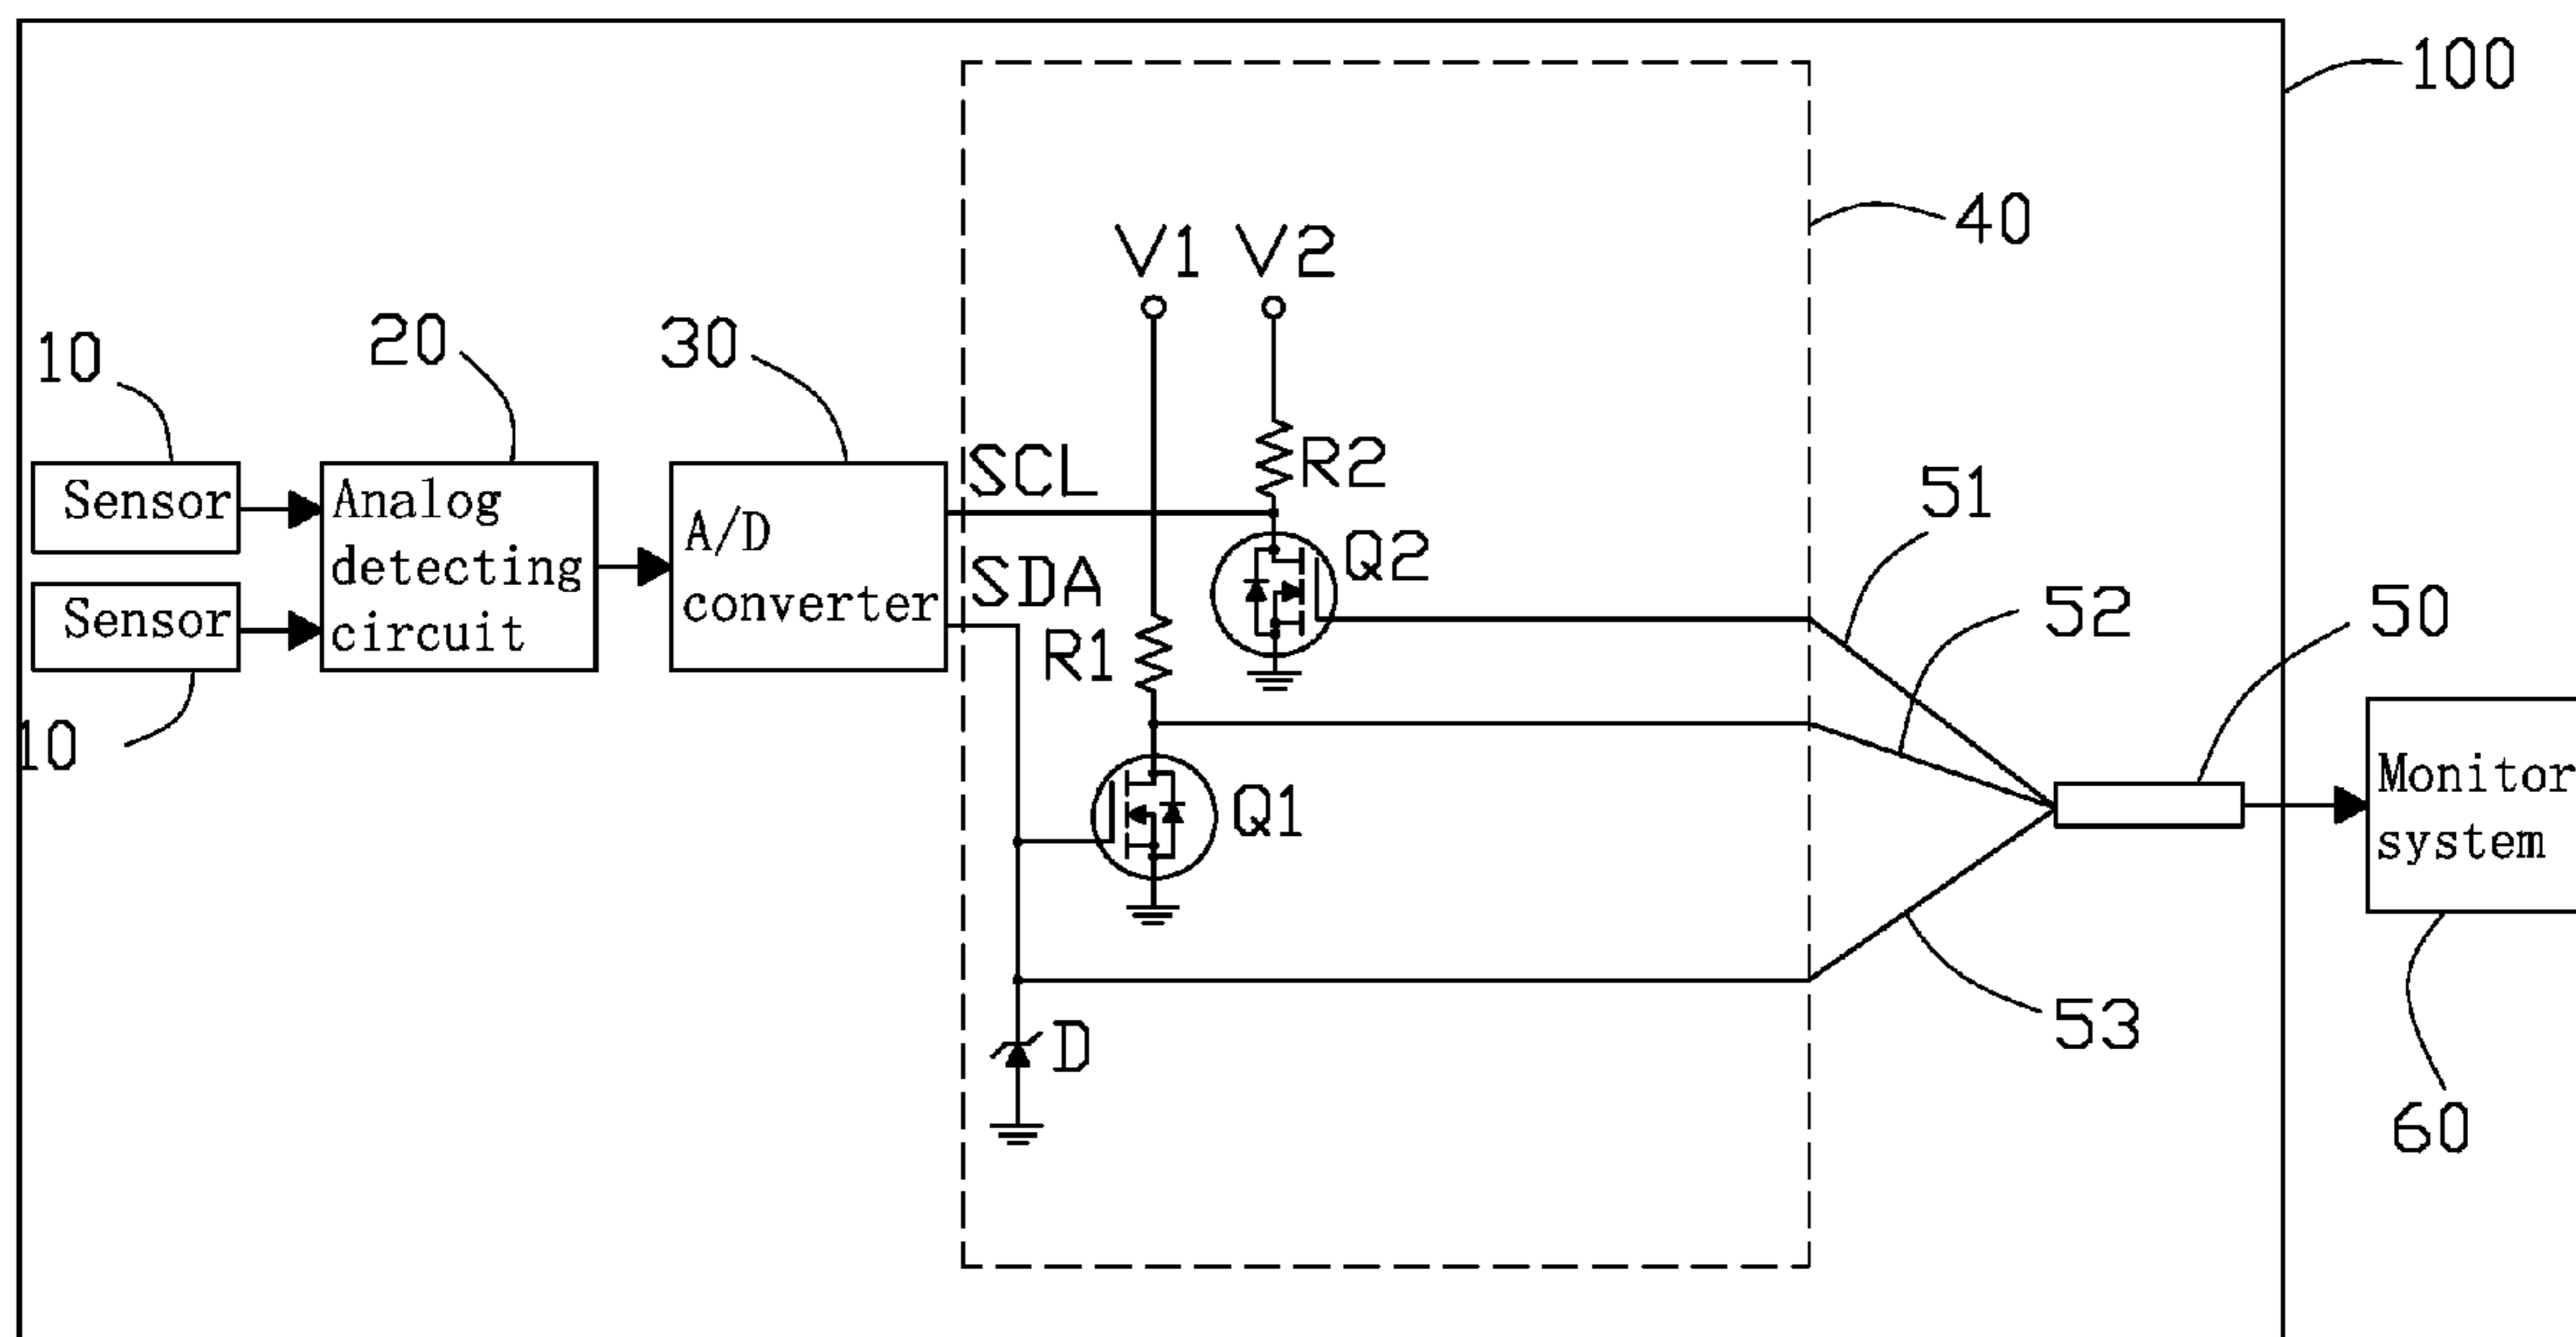 100
40
V1 V2
10
20
30
Sensor
Sensor
10
Analog
detecting
circuit
A/D
converter
SCL
SDA
R2
Q2
R1
Q1
D
51
52
50
53
Monitor
system
60